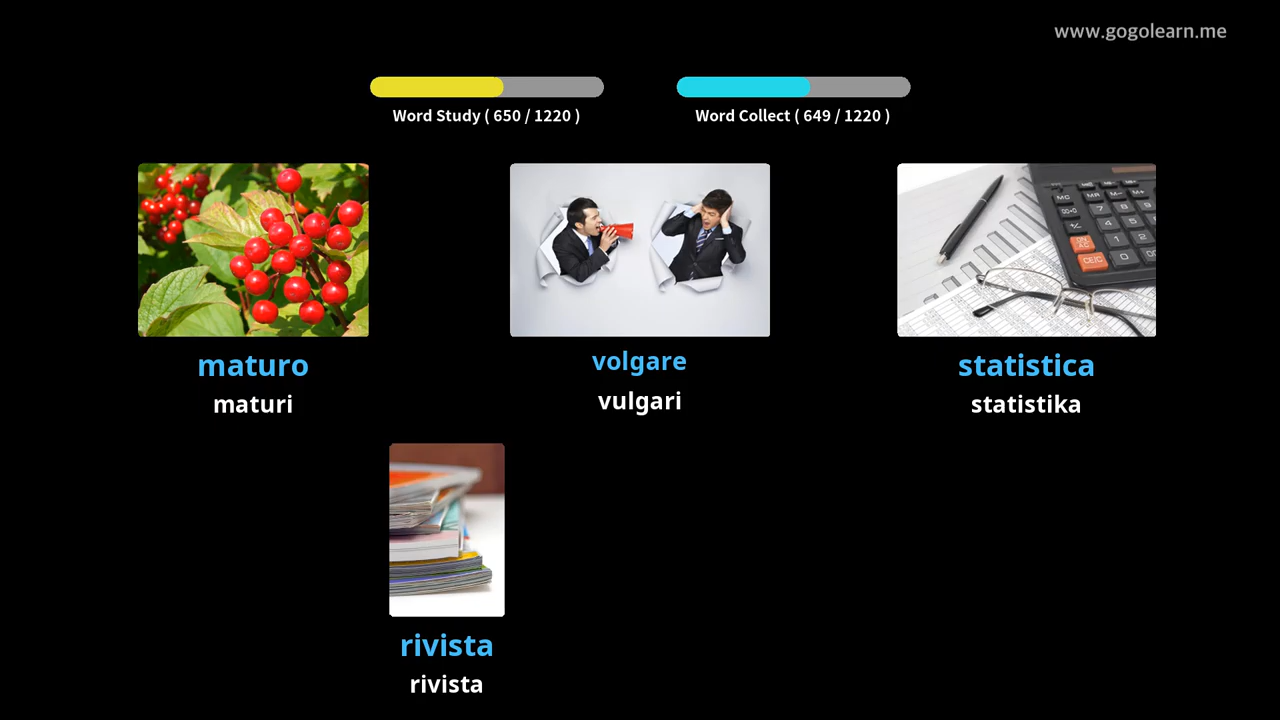 www.gogolearn.me
Word Study ( 650 / 1220 )
Word Collect ( 649 / 1220 )
maturo
maturi
volgare
vulgari
statistica
statistika
rivista
rivista